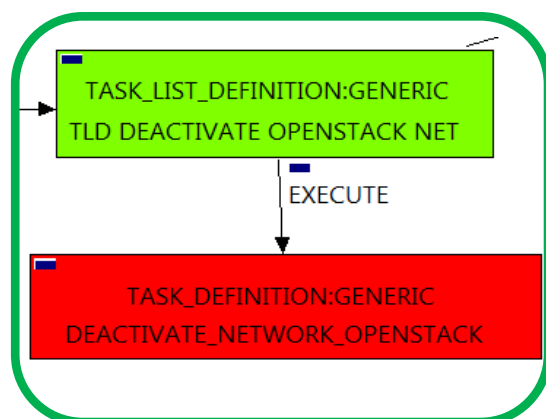 TASK_LIST_DEFINITION:GENERIC
TLD DEACTIVATE OPENSTACK NET
EXECUTE
TASK_DEFINITION:GENERIC
DEACTIVATE_NETWORK_OPENSTACK